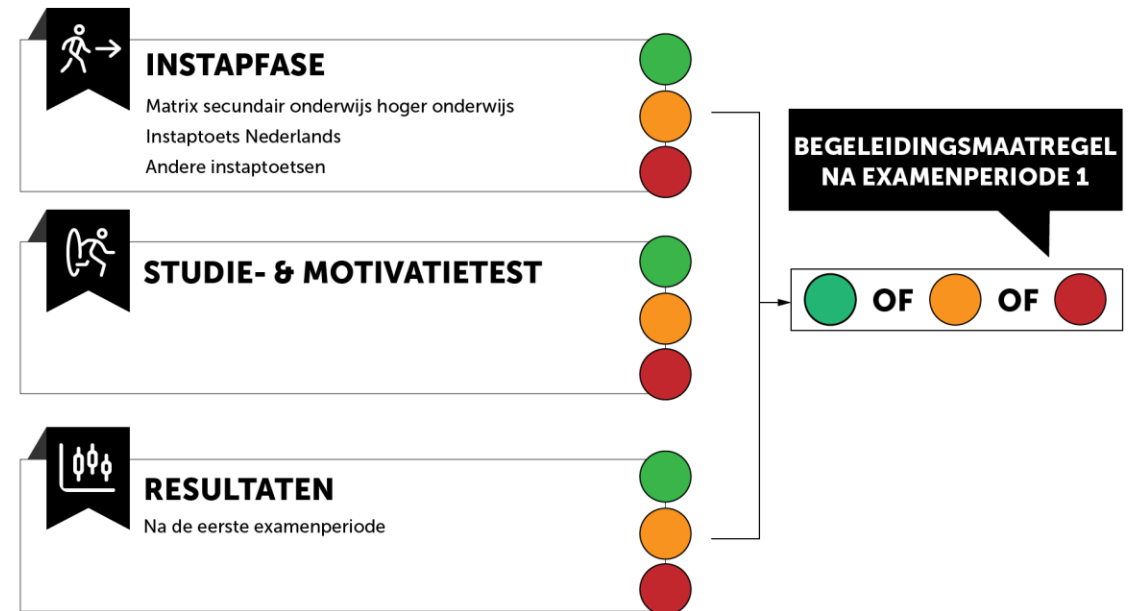 INSTAPFASE
Matrix secundair onderwijs hoger onderwijs
Instaptoets Nederlands
Andere instaptoetsen
STUDIE- & MOTIVATIETEST
RESULTATEN
Na de eerste examenperiode
BEGELEIDINGSMAATREGEL
NA EXAMENPERIODE 1
OF OF